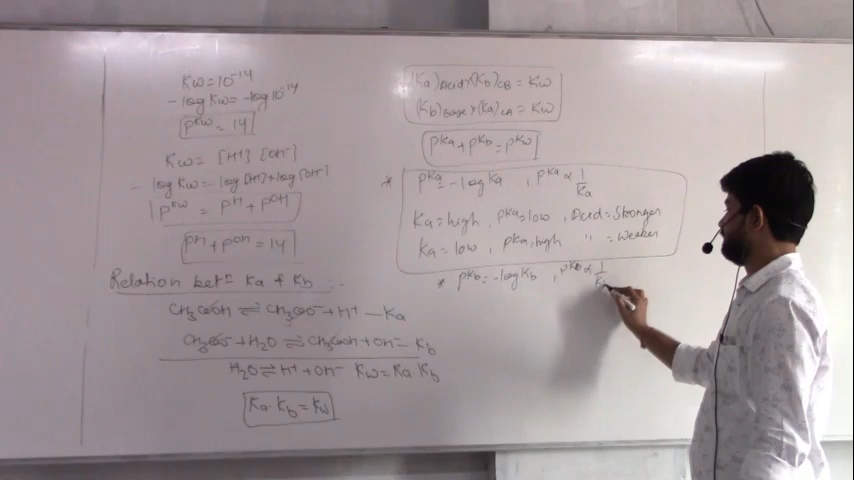 Kw = 10⁻¹⁴
- log Kw = - log 10⁻¹⁴
pKw = 14
Kw = [H⁺] [OH⁻]
- log Kw = - log [H⁺] + log [OH⁻]
pKw = pH + pOH
pH + pOH = 14
Relation betⁿ Ka & Kb :-
CH₃COOH ⇌ CH₃COO⁻ + H⁺ — Ka
CH₃COO⁻ + H₂O ⇌ CH₃COOH + OH⁻ — Kb
H₂O ⇌ H⁺ + OH⁻ Kw = Ka Kb
Ka · Kb = Kw
(Ka)Acid × (Kb)CB = Kw
(Kb)Base × (Ka)CA = Kw
pKa + pKb = pKw
* pKa = - log Ka , pKa ∝ 1/Ka
Ka = high , pKa = low , Acid = Stronger
Ka = low , pKa = high " = Weaker
* pKb = - log Kb , pKb ∝ 1/Kb